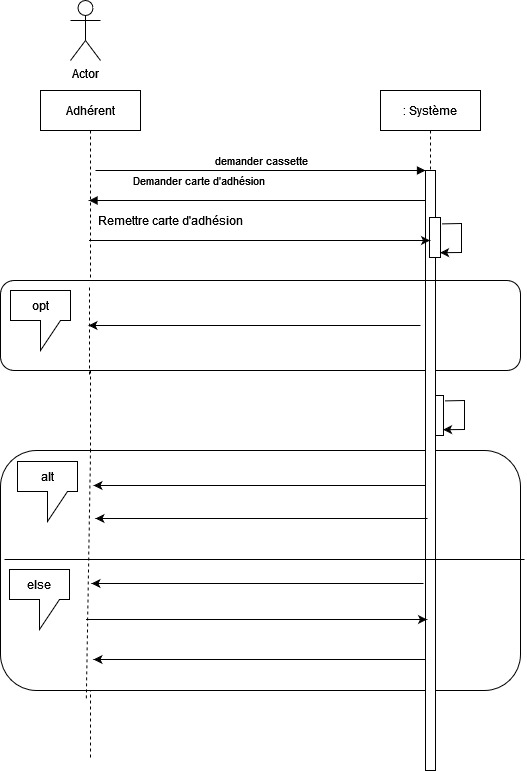 Actor
Adhérent
: Système
demander cassette
Demander carte d'adhésion
Remettre carte d'adhésion
opt
alt
else